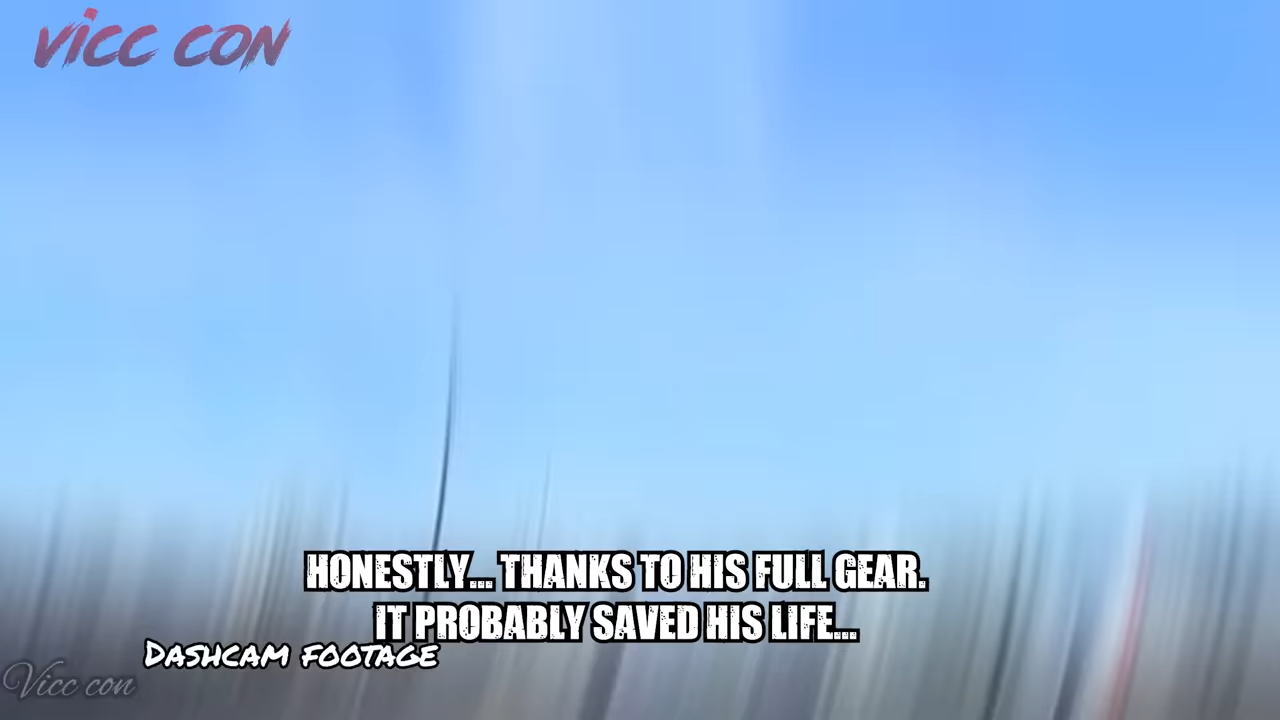 VICC CON
HONESTLY... THANKS TO HIS FULL GEAR.
IT PROBABLY SAVED HIS LIFE...
DASHCAM FOOTAGE
Vicc con